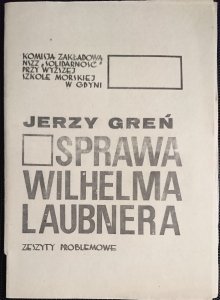 KOMISJA ZAKŁADOWA
NSZZ „SOLIDARNOŚĆ”
PRZY WYŻSZEJ
SZKOLE MORSKIEJ
W GDYNI
JERZY GREŃ
SPRAWA
WILHELMA
LAUBNERA
ZESZYTY PROBLEMOWE